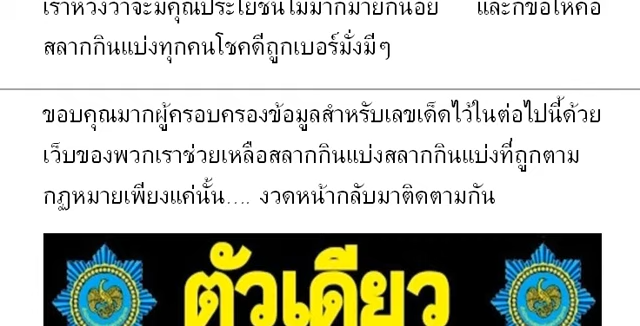 เราหวังว่าจะมีคุณประโยชน์ไม่มากมายก็น้อย และก็ขอให้คอ
สลากกินแบ่งทุกคนโชคดีถูกเบอร์มั่งมีๆ
ขอบคุณมากผู้ครอบครองข้อมูลสำหรับเลขเด็ดไว้ในต่อไปนี้ด้วย
เว็บของพวกเราช่วยเหลือสลากกินแบ่งสลากกินแบ่งที่ถูกตาม
กฏหมายเพียงแค่นั้น.... งวดหน้ากลับมาติดตามกัน
ตัวเดียว